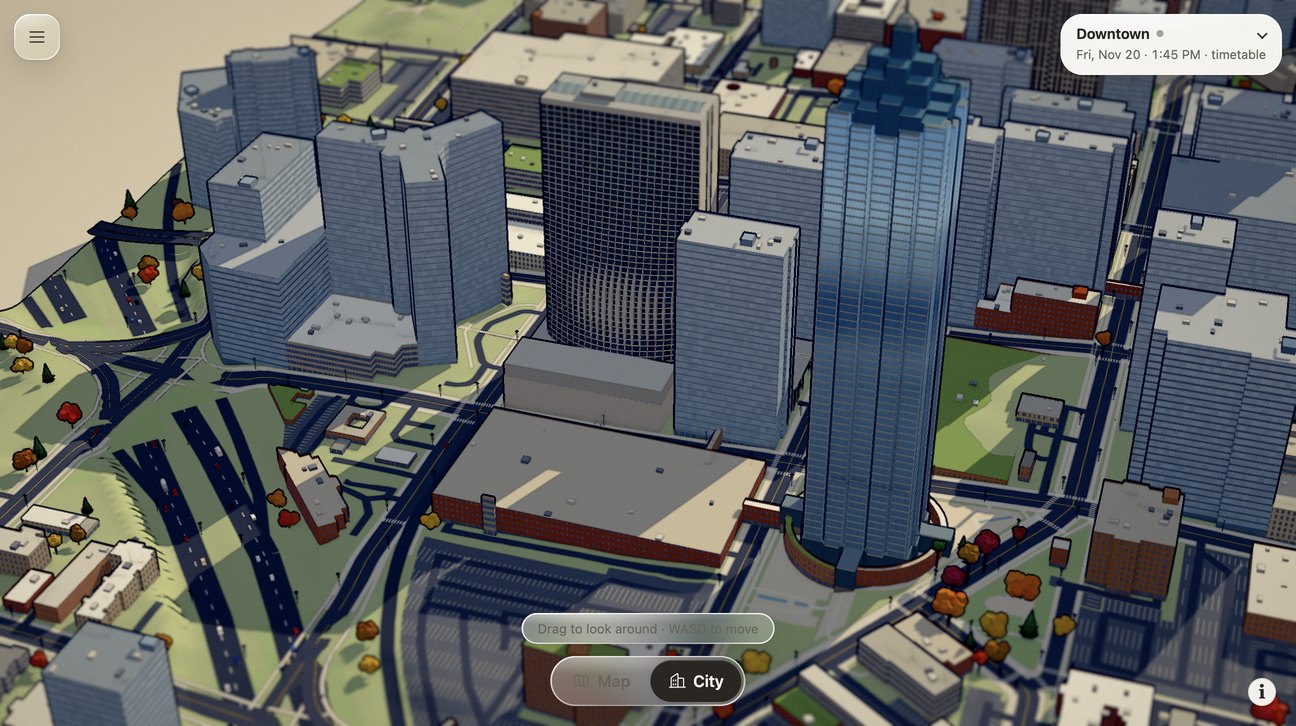 Downtown
Fri, Nov 20 · 1:45 PM · timetable
Drag to look around · WASD to move
Map
City
i